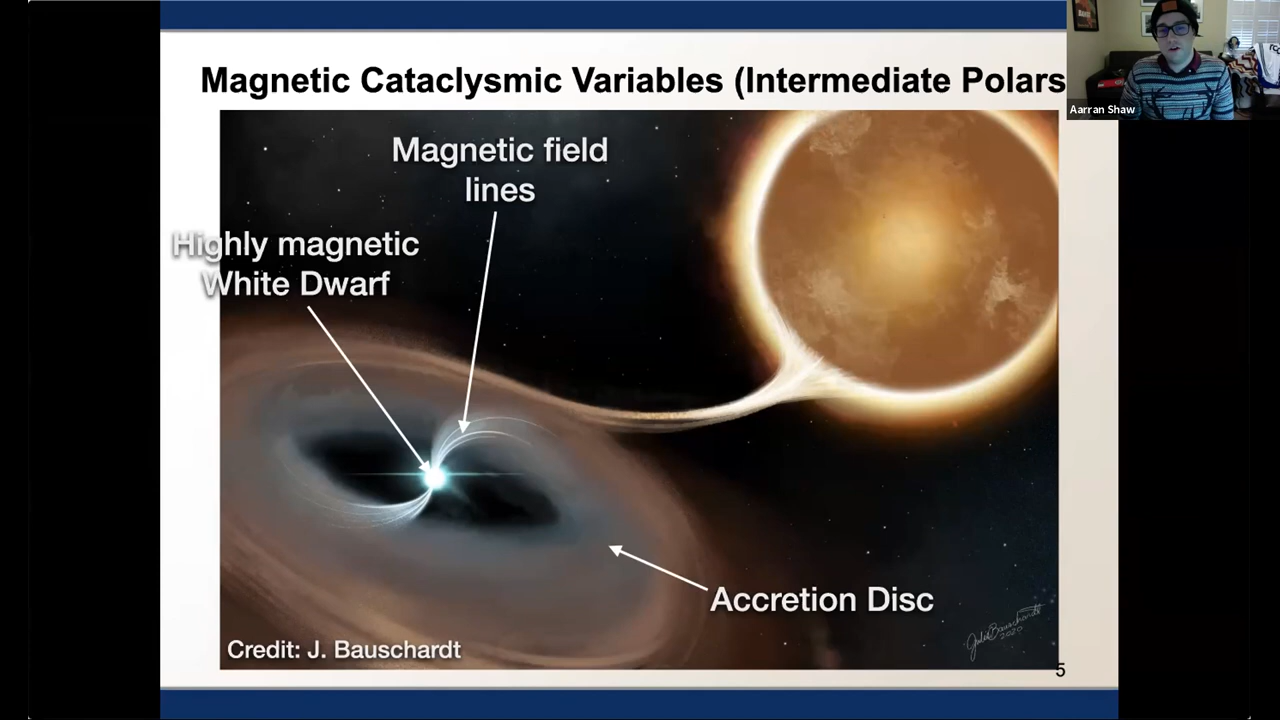 Magnetic Cataclysmic Variables (Intermediate Polars
Aarran Shaw
Magnetic field
lines
Highly magnetic
White Dwarf
Accretion Disc
Credit: J. Bauschardt
2020
5